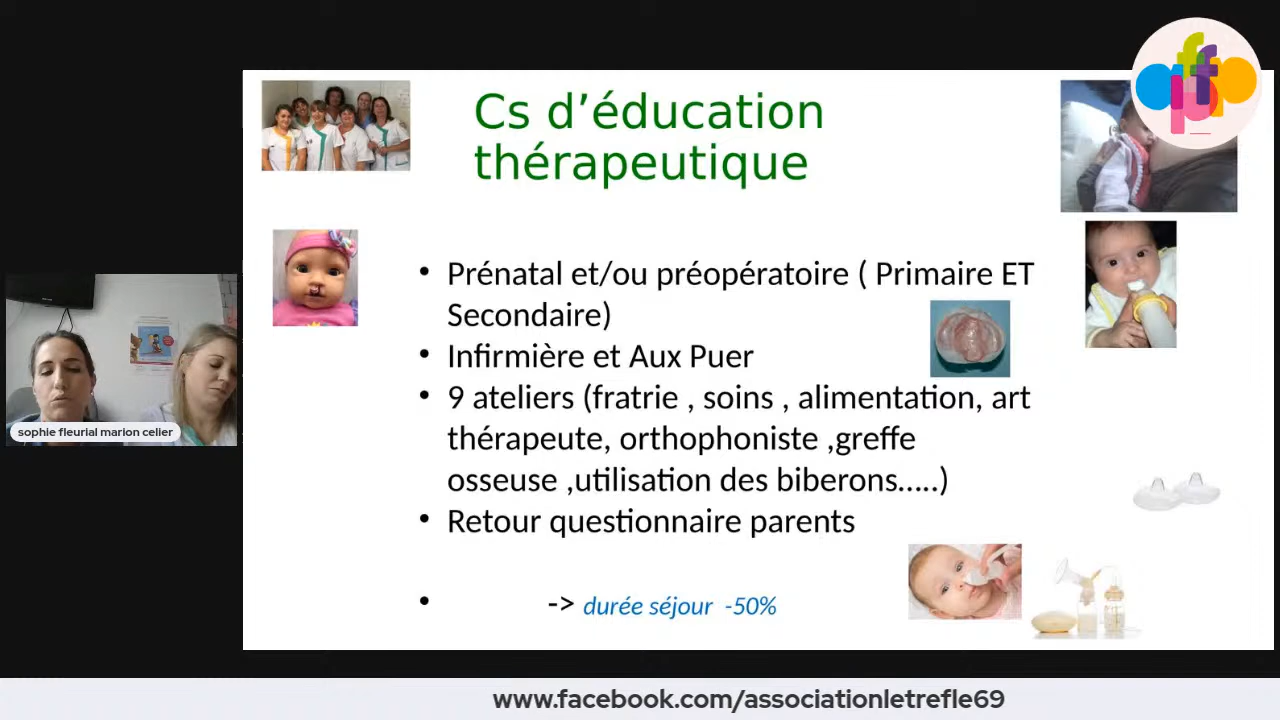 Cs d’éducation
thérapeutique
• Prénatal et/ou préopératoire ( Primaire ET
Secondaire)
• Infirmière et Aux Puer
• 9 ateliers (fratrie , soins , alimentation, art
thérapeute, orthophoniste ,greffe
osseuse ,utilisation des biberons…..)
• Retour questionnaire parents
• -> durée séjour -50%
sophie fleurial marion celier
www.facebook.com/associationletrefle69